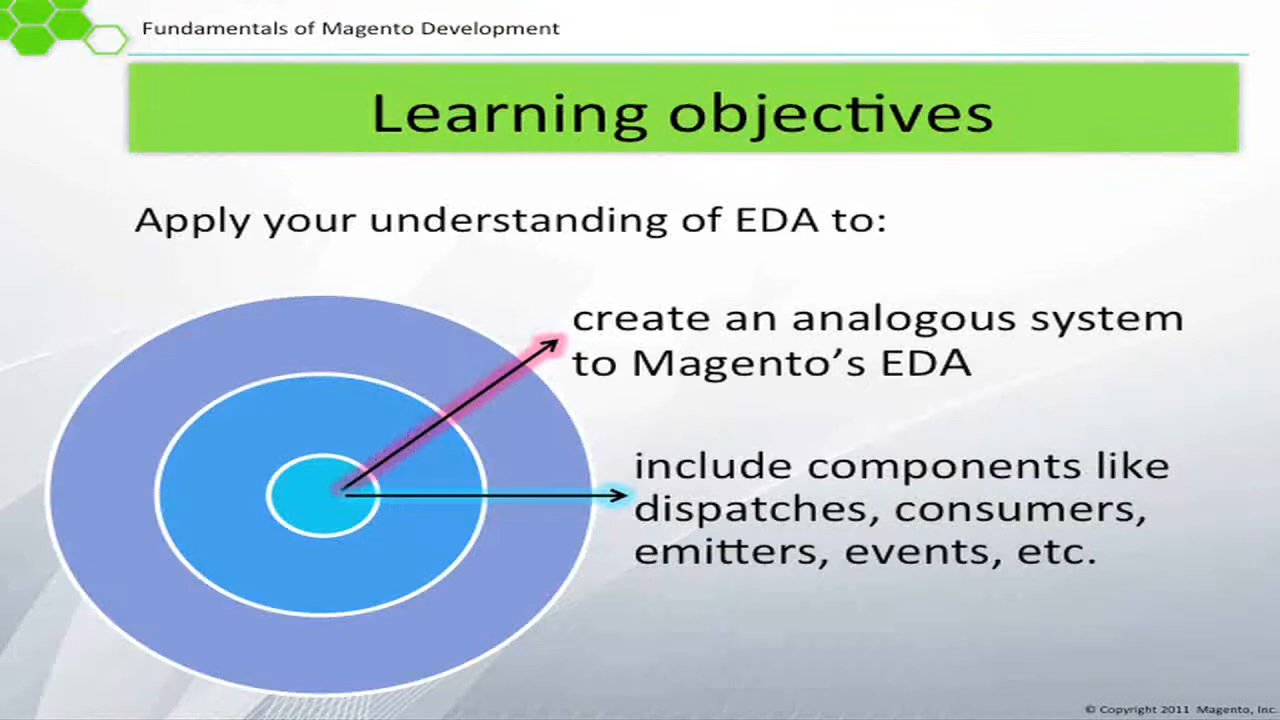 Fundamentals of Magento Development
Learning objectives
Apply your understanding of EDA to:
create an analogous system
to Magento’s EDA
include components like
dispatches, consumers,
emitters, events, etc.
© Copyright 2011 Magento, Inc.